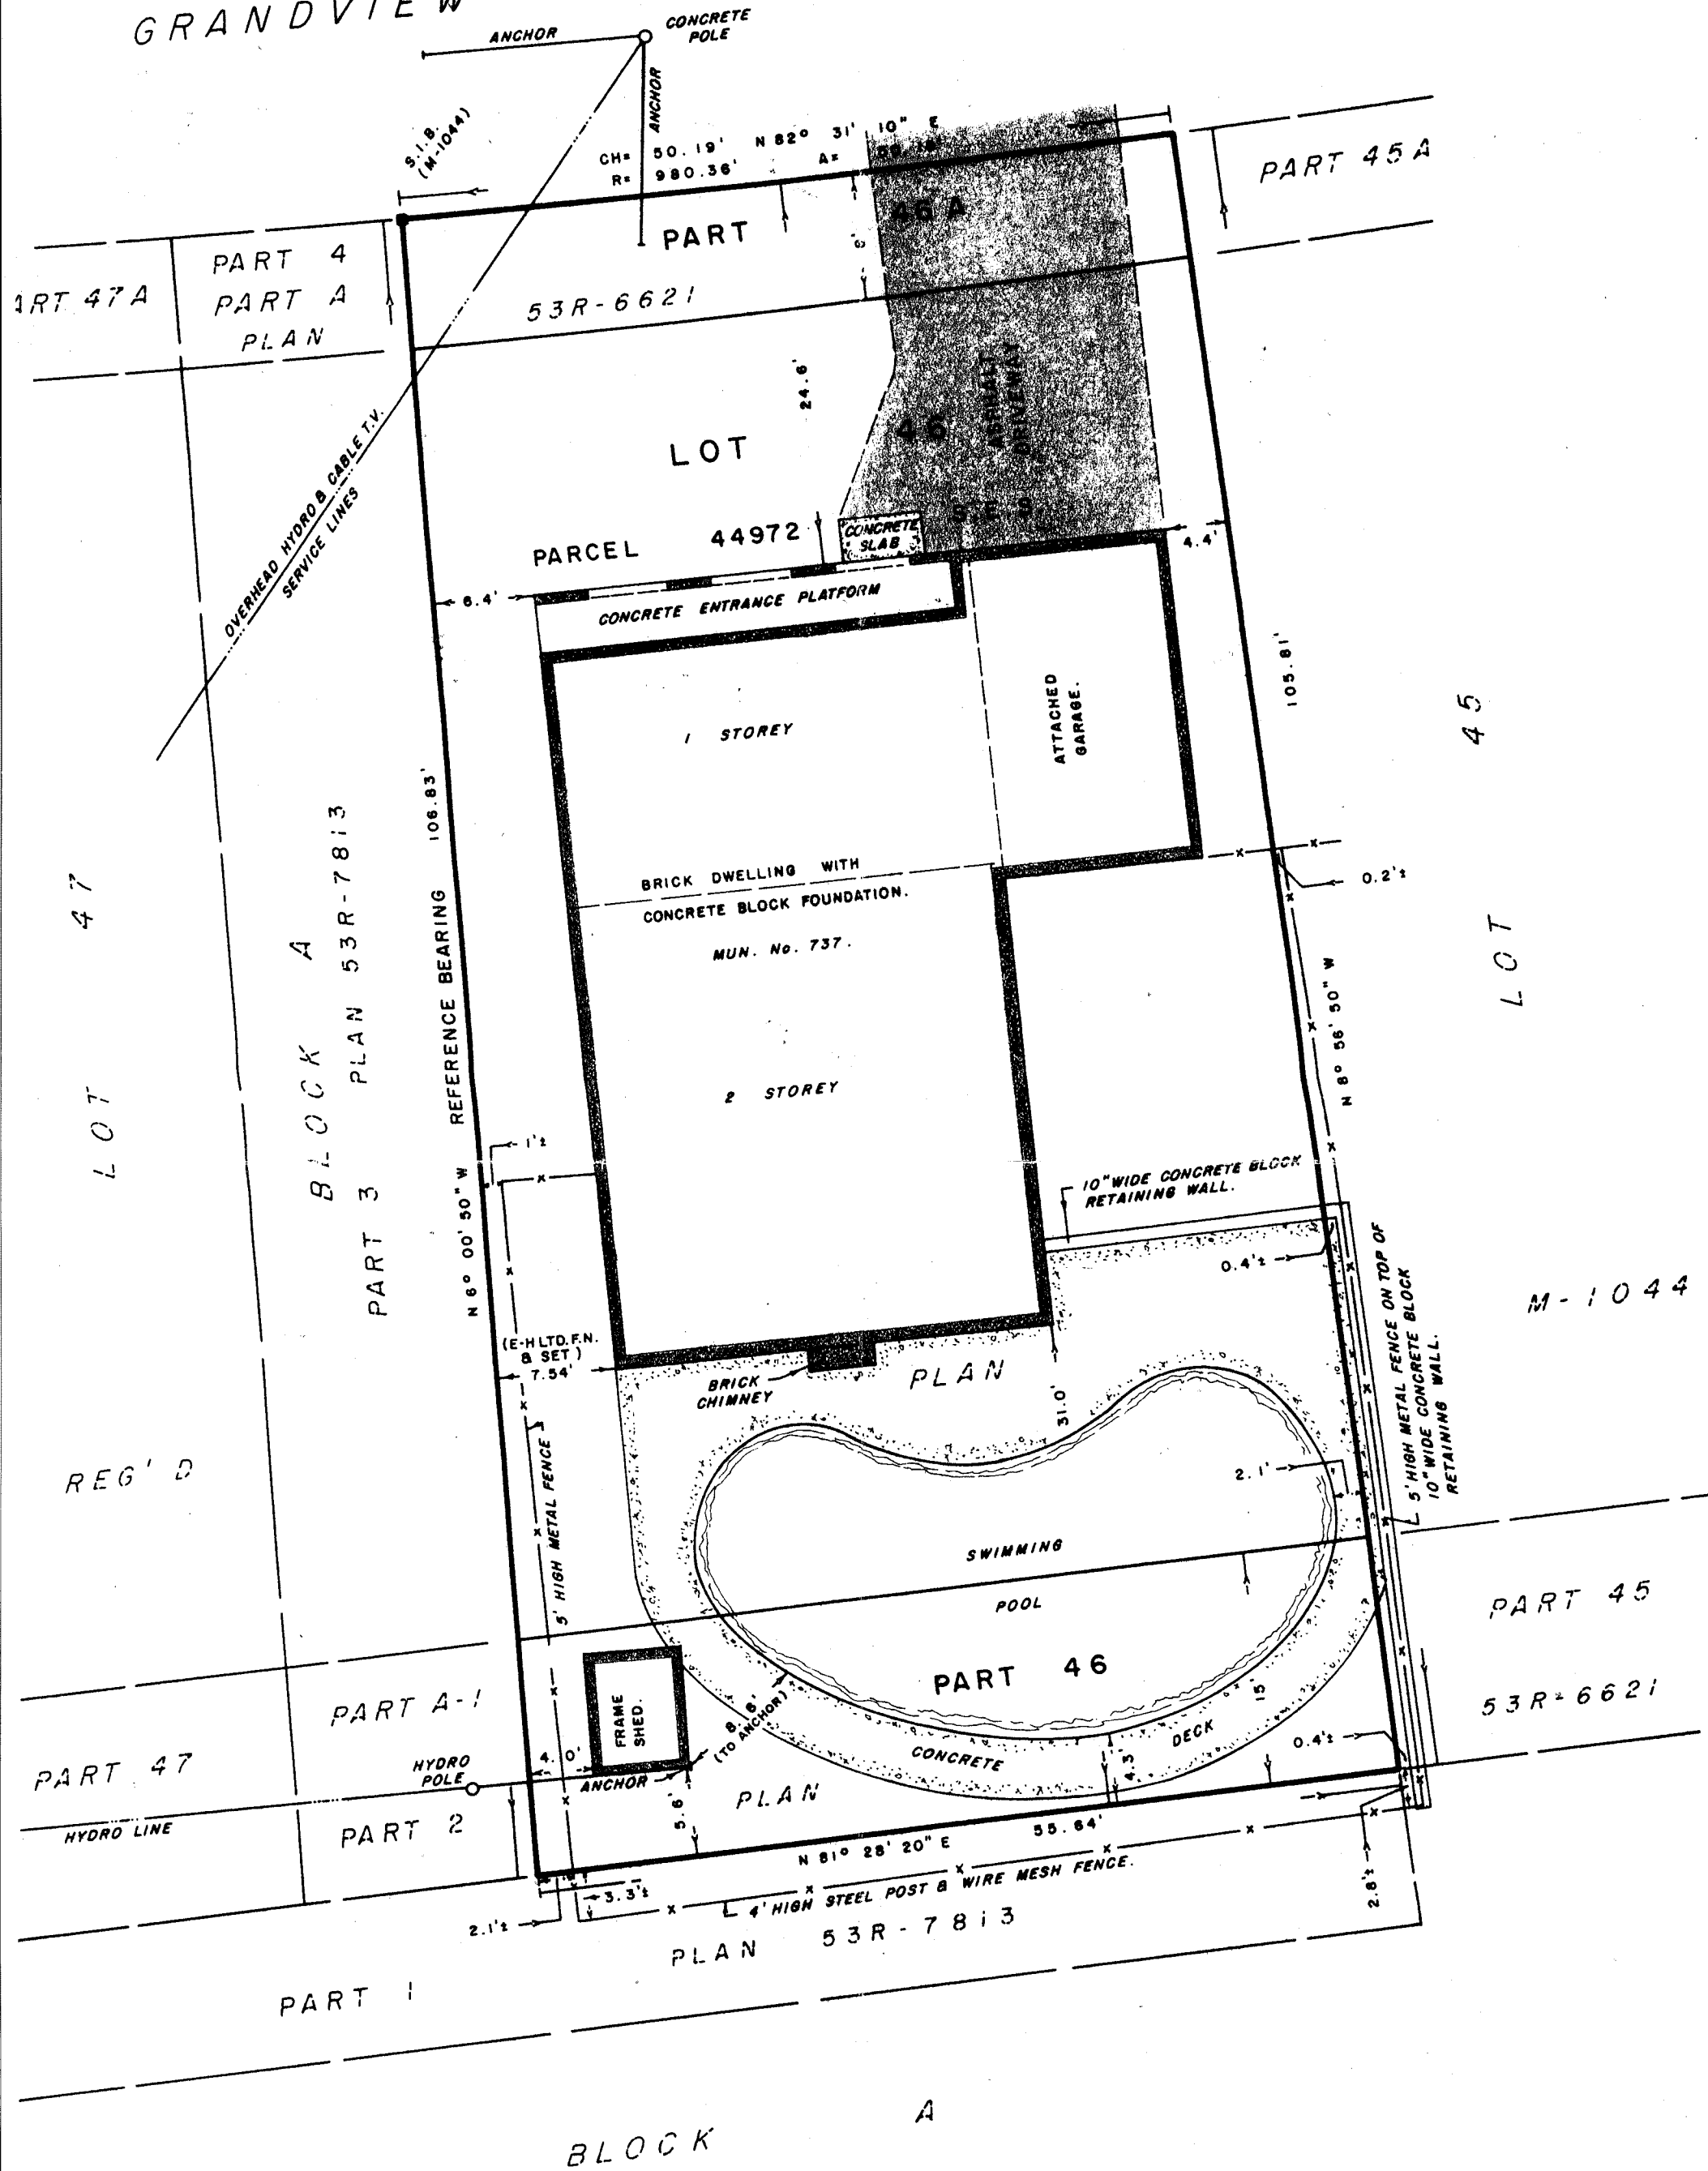 GRANDVIEW
ANCHOR
CONCRETE
POLE
ANCHOR
S.I.B.
(M-1044)
CH= 50.19' N 82° 31' 10" E
R= 980.36' A=
PART 45A
46 A
PART
6'
PART 4
PART A
PLAN
ART 47A
53R-6621
24.6'
LOT
46
ASPHALT
DRIVEWAY
OVERHEAD HYDRO & CABLE T.V.
SERVICE LINES
PARCEL 44972
CONCRETE
SLAB
4.4'
6.4'
CONCRETE ENTRANCE PLATFORM
1 STOREY
ATTACHED
GARAGE.
105.81'
LOT 45
106.83'
REFERENCE BEARING
N 6° 00' 50" W
LOT 47
BLOCK A
PART 3 PLAN 53R-7813
BRICK DWELLING WITH
CONCRETE BLOCK FOUNDATION.
MUN. No. 737.
0.2'±
N 8° 56' 50" W
2 STOREY
1'±
10" WIDE CONCRETE BLOCK
RETAINING WALL.
0.4'±
5' HIGH METAL FENCE ON TOP OF
10" WIDE CONCRETE BLOCK
RETAINING WALL.
M-1044
(E-H LTD. F.N.
& SET)
7.54'
BRICK
CHIMNEY
PLAN
31.0'
REG'D
5' HIGH METAL FENCE
2.1'
SWIMMING
POOL
PART 45
53R-6621
PART 46
PART A-1
FRAME
SHED.
8.6'
(TO ANCHOR)
15'
DECK
CONCRETE
4.3'
0.4'±
PART 47
HYDRO
POLE
4.0'
ANCHOR
5.6'
PLAN
HYDRO LINE
PART 2
N 81° 28' 20" E 55.64'
4' HIGH STEEL POST & WIRE MESH FENCE.
3.3'±
2.1'±
2.8'±
PLAN 53R-7813
PART 1
BLOCK A